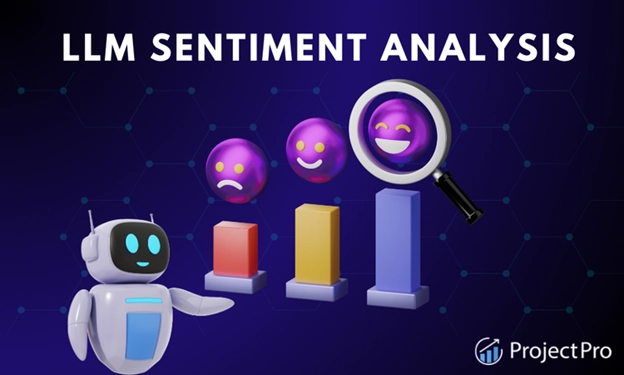 LLM SENTIMENT ANALYSIS
ProjectPro